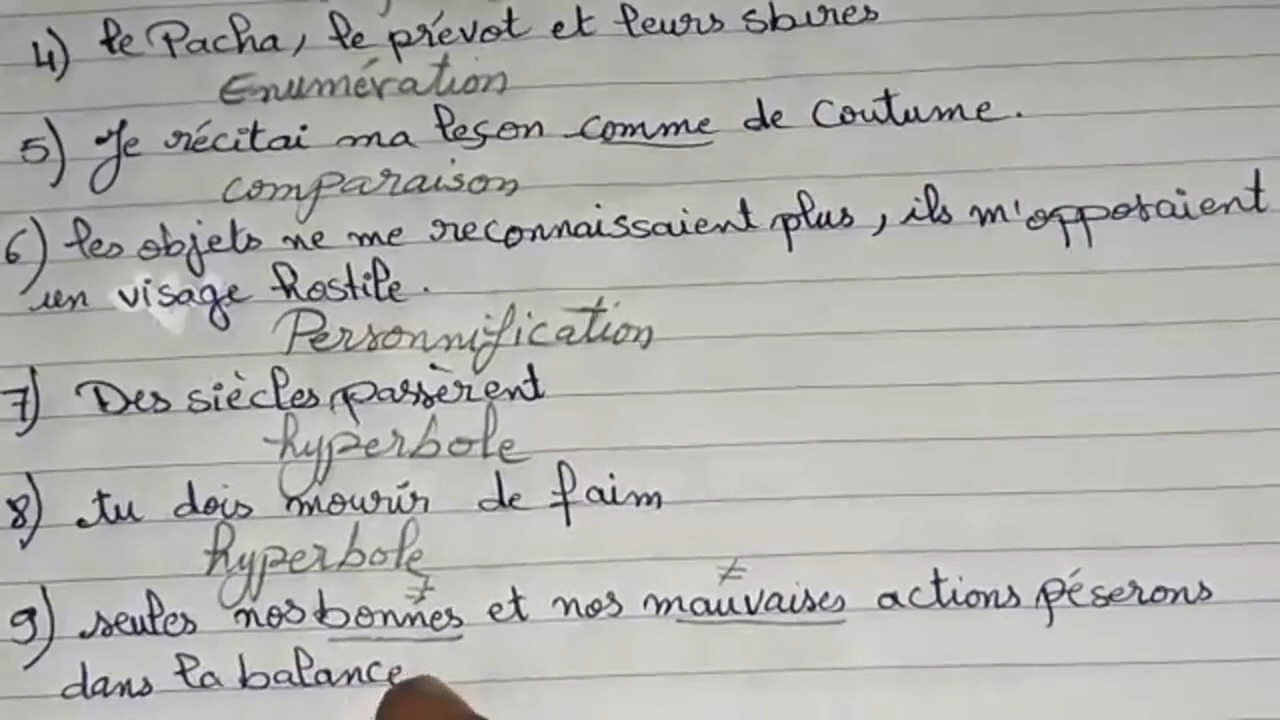 4) le Pacha, le prévot et leurs sbires
Enumération
5) Je récitai ma leçon comme de coutume.
comparaison
6) les objets ne me reconnaissaient plus, ils m'opposaient
un visage hostile.
Personnification
7) Des siècles passèrent
hyperbole
8) tu dois mourir de faim
hyperbole
≠ ≠
9) seules nos bonnes et nos mauvaises actions péserons
dans la balance